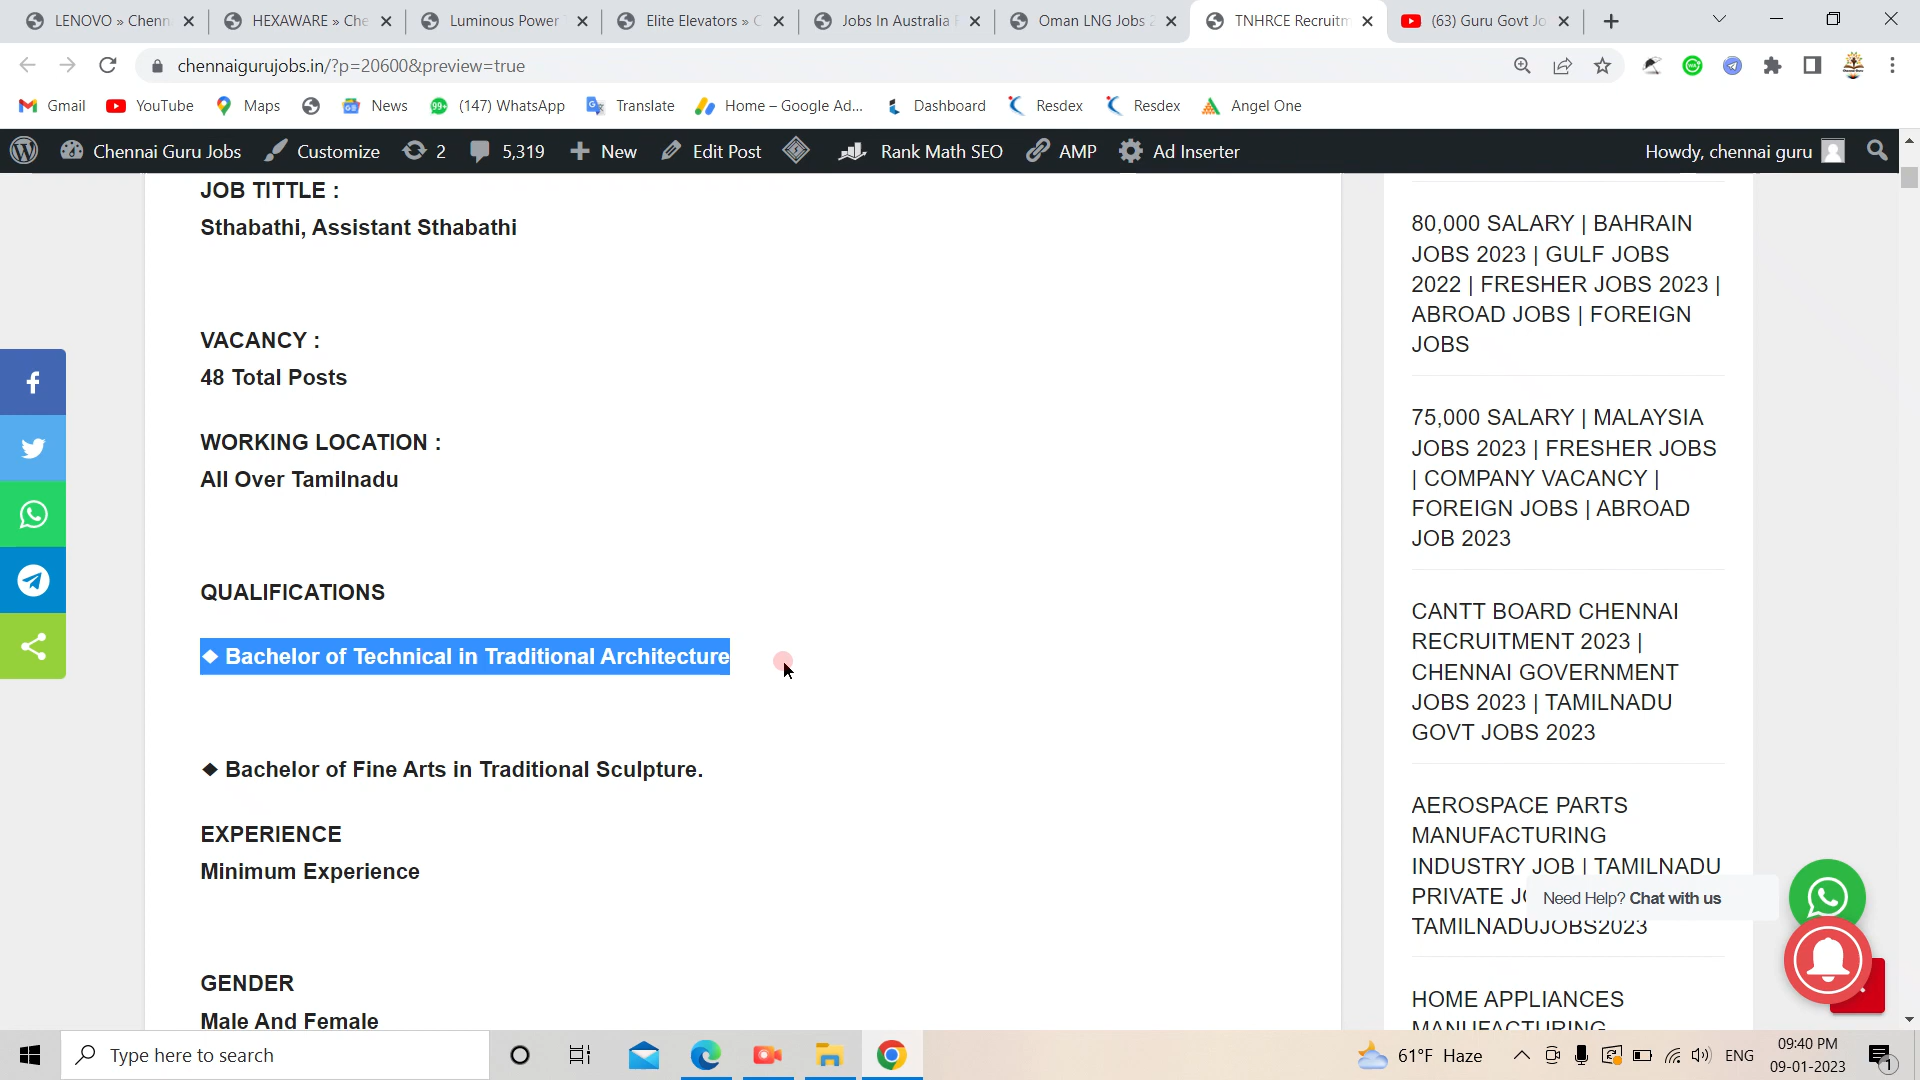 LENOVO » Chenn
HEXAWARE » Che
Luminous Power
Elite Elevators » C
Jobs In Australia
Oman LNG Jobs 2
TNHRCE Recruitm
(63) Guru Govt Jo
chennaigurujobs.in/?p=20600&preview=true
Gmail
YouTube
Maps
News
(147) WhatsApp
Translate
Home – Google Ad...
Dashboard
Resdex
Resdex
Angel One
Chennai Guru Jobs
Customize
2
5,319
New
Edit Post
Rank Math SEO
AMP
Ad Inserter
Howdy, chennai guru
JOB TITTLE :
Sthabathi, Assistant Sthabathi
VACANCY :
48 Total Posts
WORKING LOCATION :
All Over Tamilnadu
QUALIFICATIONS
❖ Bachelor of Technical in Traditional Architecture
❖ Bachelor of Fine Arts in Traditional Sculpture.
EXPERIENCE
Minimum Experience
GENDER
Male And Female
80,000 SALARY | BAHRAIN
JOBS 2023 | GULF JOBS
2022 | FRESHER JOBS 2023 |
ABROAD JOBS | FOREIGN
JOBS
75,000 SALARY | MALAYSIA
JOBS 2023 | FRESHER JOBS
| COMPANY VACANCY |
FOREIGN JOBS | ABROAD
JOB 2023
CANTT BOARD CHENNAI
RECRUITMENT 2023 |
CHENNAI GOVERNMENT
JOBS 2023 | TAMILNADU
GOVT JOBS 2023
AEROSPACE PARTS
MANUFACTURING
INDUSTRY JOB | TAMILNADU
PRIVATE
Need Help? Chat with us
TAMILNADUJOBS2023
HOME APPLIANCES
MANUFACTURING
Type here to search
61°F Haze
ENG
09:40 PM
09-01-2023
1